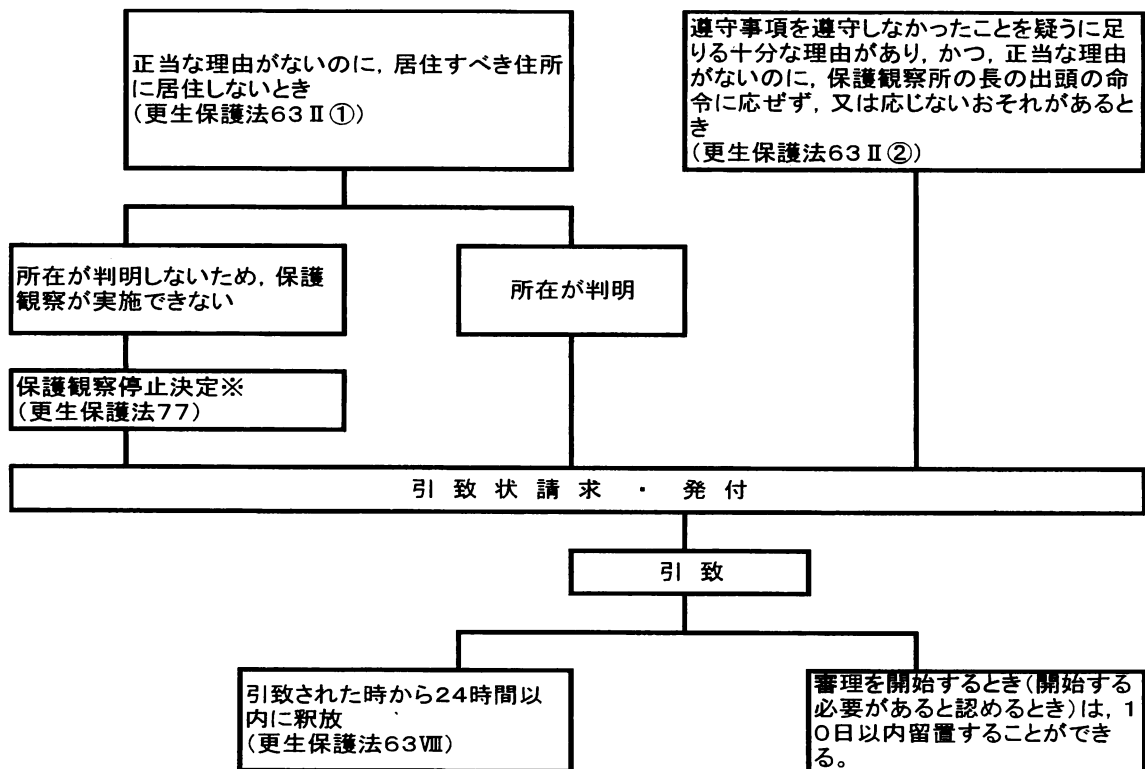 正当な理由がないのに，居住すべき住所
に居住しないとき
（更生保護法63Ⅱ①）
遵守事項を遵守しなかったことを疑うに足
りる十分な理由があり，かつ，正当な理由
がないのに，保護観察所の長の出頭の命
令に応ぜず，又は応じないおそれがあると
き
（更生保護法63Ⅱ②）
所在が判明しないため，保護
観察が実施できない
所在が判明
保護観察停止決定※
（更生保護法77）
引致状請求・発付
引致
引致された時から24時間以
内に釈放
（更生保護法63Ⅷ）
審理を開始するとき（開始する
必要があると認めるとき）は，1
0日以内留置することができ
る。